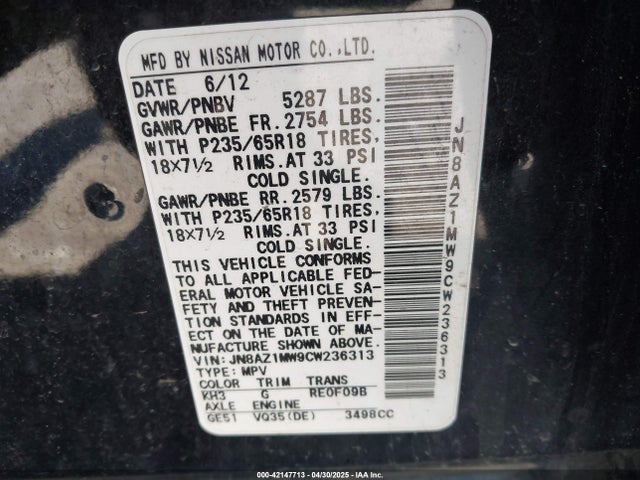 MFD BY NISSAN MOTOR CO.,LTD.
DATE 6/12
GVWR/PNBV 5287 LBS.
GAWR/PNBE FR. 2754 LBS.
WITH P235/65R18 TIRES,
18X7½ RIMS.AT 33 PSI
COLD SINGLE.
GAWR/PNBE RR. 2579 LBS.
WITH P235/65R18 TIRES,
18X7½ RIMS.AT 33 PSI
COLD SINGLE.
THIS VEHICLE CONFORMS
TO ALL APPLICABLE FED-
ERAL MOTOR VEHICLE SA-
FETY AND THEFT PREVEN-
TION STANDARDS IN EFF-
ECT ON THE DATE OF MA-
NUFACTURE SHOWN ABOVE.
VIN: JN8AZ1MW9CW236313
TYPE: MPV
COLOR TRIM TRANS
KH3 G RE0F09B
AXLE ENGINE
GE51 VQ35(DE) 3498CC
JN8AZ1MW9CW236313
000-42147713 - 04/30/2025 - IAAI, Inc.